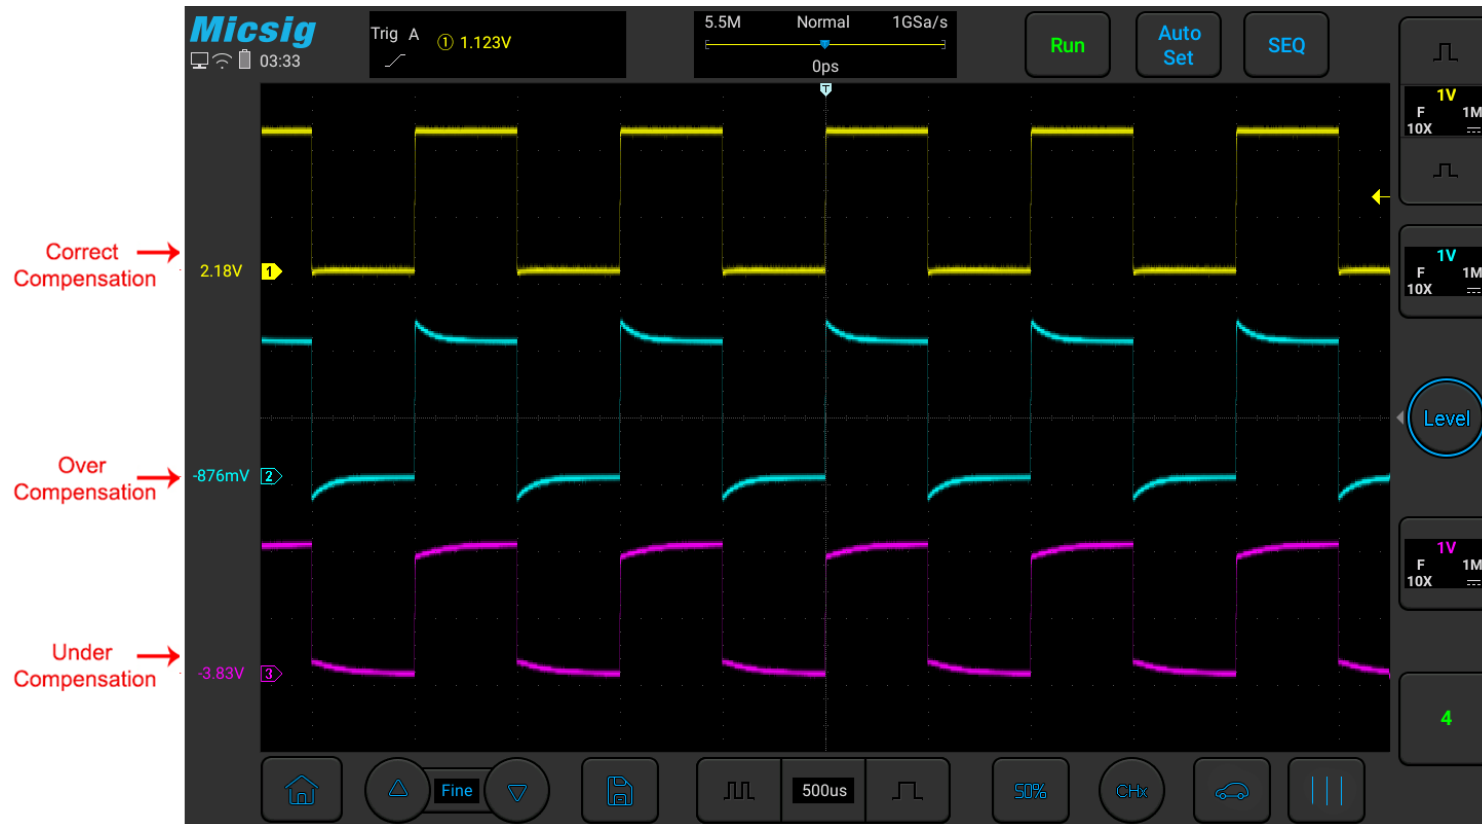 Micsig
03:33
Trig A
① 1.123V
5.5M Normal 1GSa/s
0ps
Run
Auto
Set
SEQ
T
1V
F 1M
10X
Correct
Compensation
2.18V
1
1V
F 1M
10X
Level
Over
Compensation
-876mV
2
1V
F 1M
10X
Under
Compensation
-3.83V
3
4
Fine
500us
50%
CHx